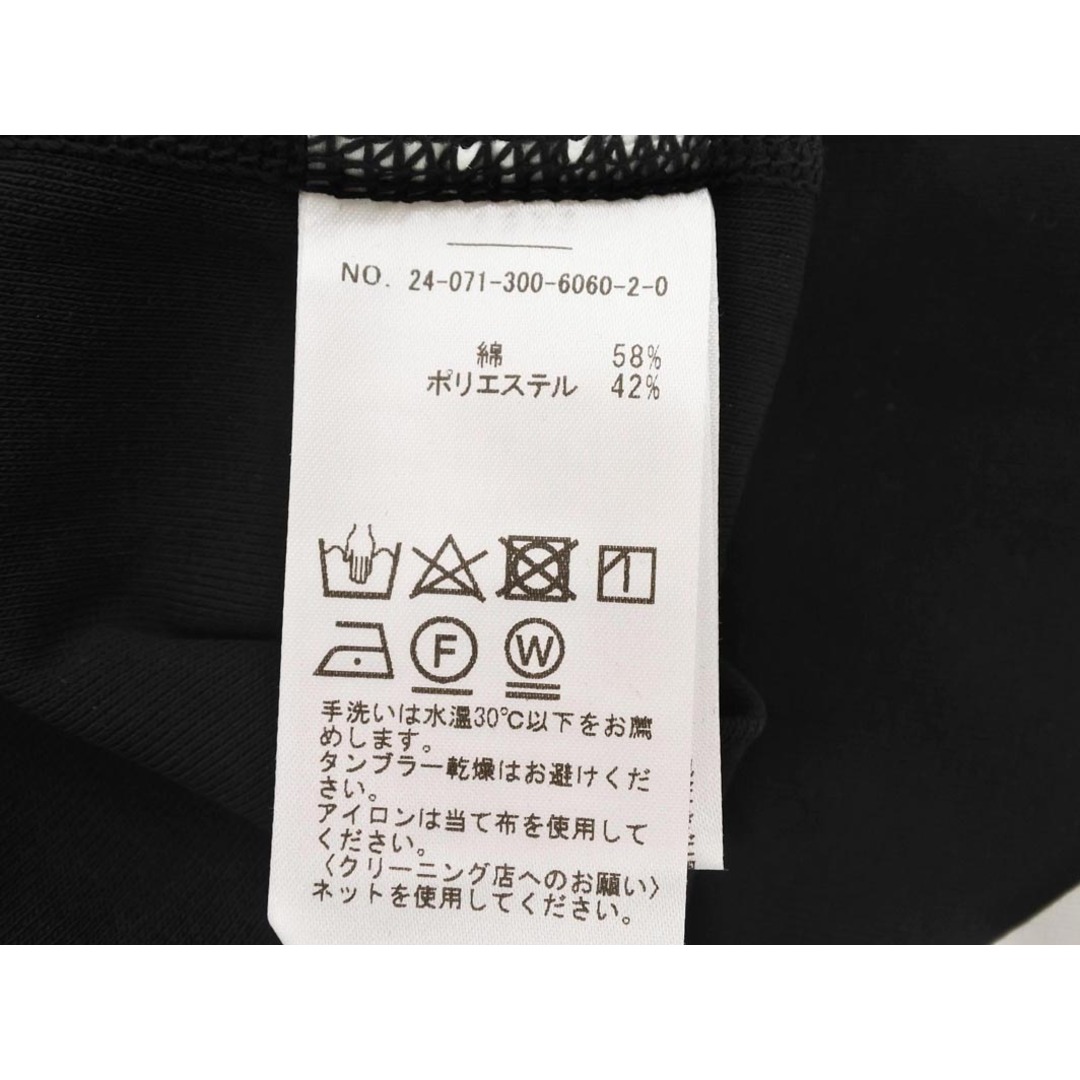 NO. 24-071-300-6060-2-0
綿 58%
ポリエステル 42%
F W
手洗いは水温30℃以下をお薦
めします。
タンブラー乾燥はお避けくだ
さい。
アイロンは当て布を使用して
ください。
〈クリーニング店へのお願い〉
ネットを使用してください。